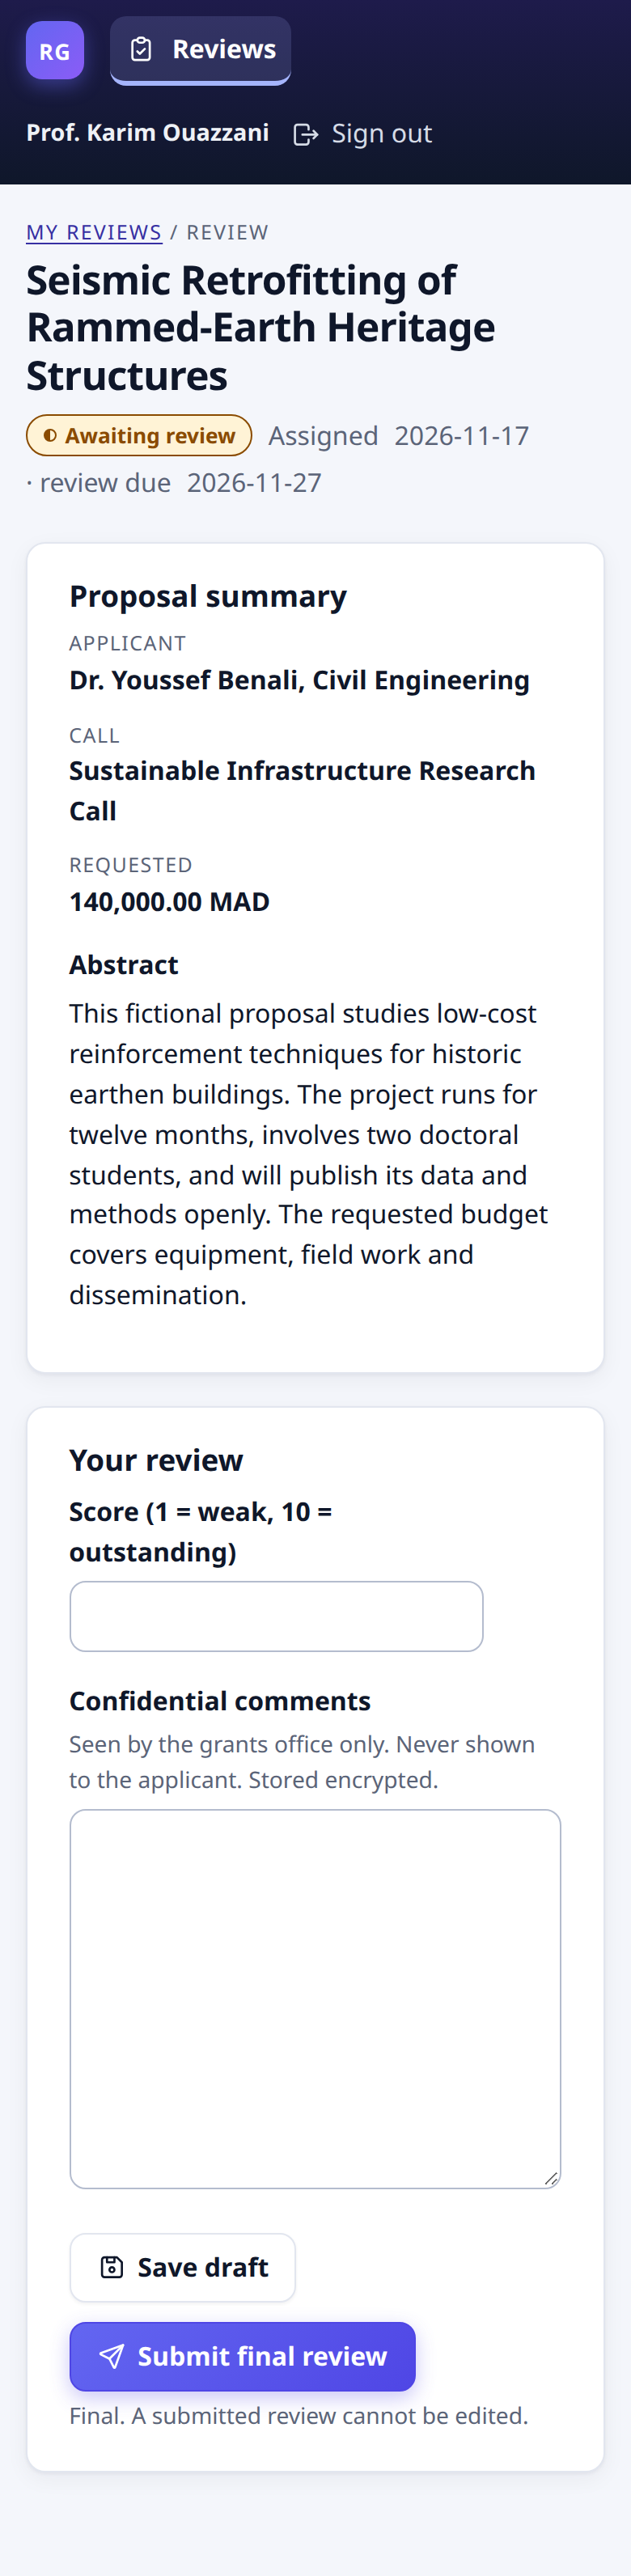 RG
Reviews
Prof. Karim Ouazzani
Sign out
MY REVIEWS / REVIEW
Seismic Retrofitting of
Rammed-Earth Heritage
Structures
Awaiting review Assigned 2026-11-17
· review due 2026-11-27
Proposal summary
APPLICANT
Dr. Youssef Benali, Civil Engineering
CALL
Sustainable Infrastructure Research
Call
REQUESTED
140,000.00 MAD
Abstract
This fictional proposal studies low-cost
reinforcement techniques for historic
earthen buildings. The project runs for
twelve months, involves two doctoral
students, and will publish its data and
methods openly. The requested budget
covers equipment, field work and
dissemination.
Your review
Score (1 = weak, 10 =
outstanding)
Confidential comments
Seen by the grants office only. Never shown
to the applicant. Stored encrypted.
Save draft
Submit final review
Final. A submitted review cannot be edited.